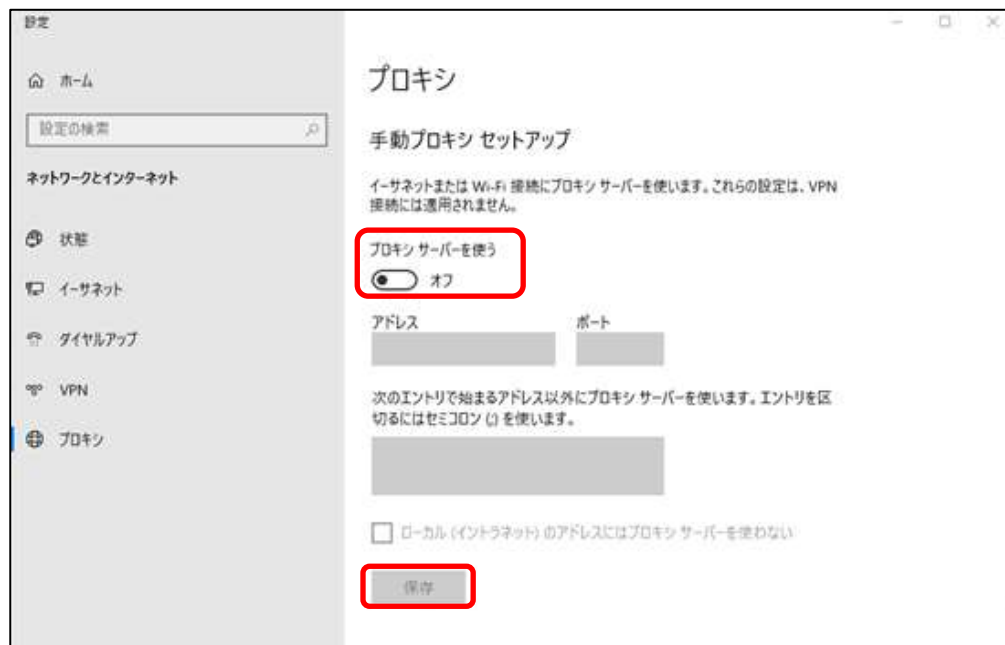 設定
ホーム
設定の検索
ネットワークとインターネット
状態
イーサネット
ダイヤルアップ
VPN
プロキシ
プロキシ
手動プロキシ セットアップ
イーサネットまたは Wi-Fi 接続にプロキシ サーバーを使います。これらの設定は、VPN
接続には適用されません。
プロキシ サーバーを使う
オフ
アドレス ポート
次のエントリで始まるアドレス以外にプロキシ サーバーを使います。エントリを区
切るにはセミコロン (;) を使います。
ローカル (イントラネット) のアドレスにはプロキシ サーバーを使わない
保存